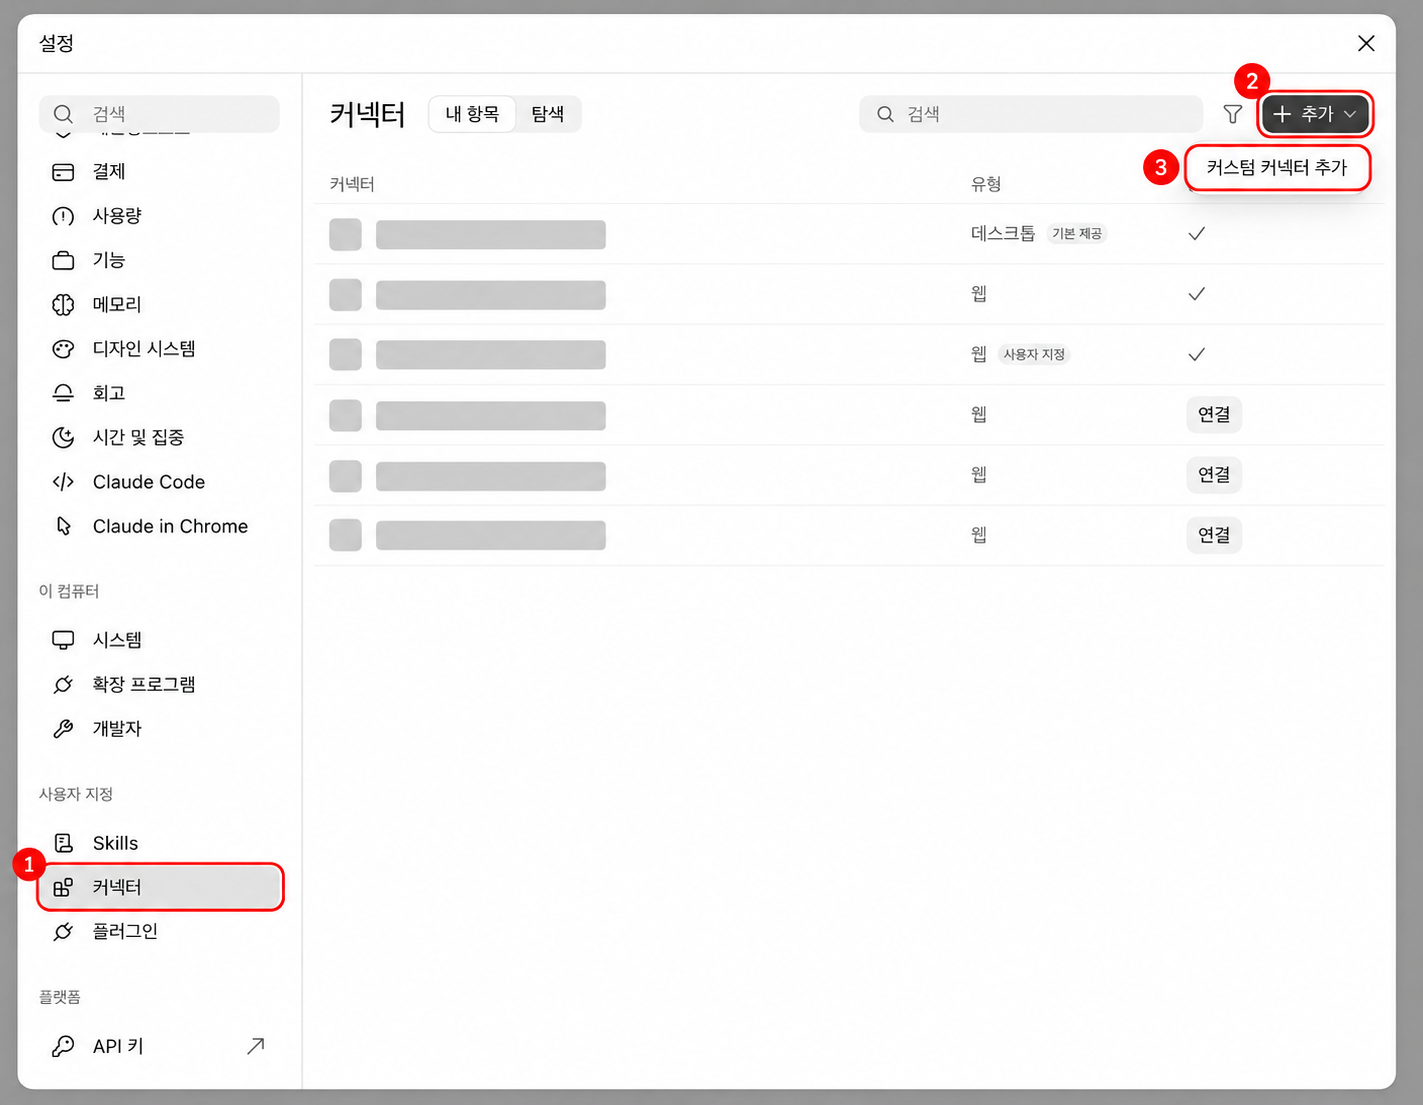 설정
검색
결제
사용량
기능
메모리
디자인 시스템
회고
시간 및 집중
Claude Code
Claude in Chrome
이 컴퓨터
시스템
확장 프로그램
개발자
사용자 지정
Skills
1
커넥터
플러그인
플랫폼
API 키
커넥터
내 항목
탐색
검색
2
추가
3
커스텀 커넥터 추가
커넥터
유형
데스크톱 기본 제공
웹
웹 사용자 지정
웹 연결
웹 연결
웹 연결